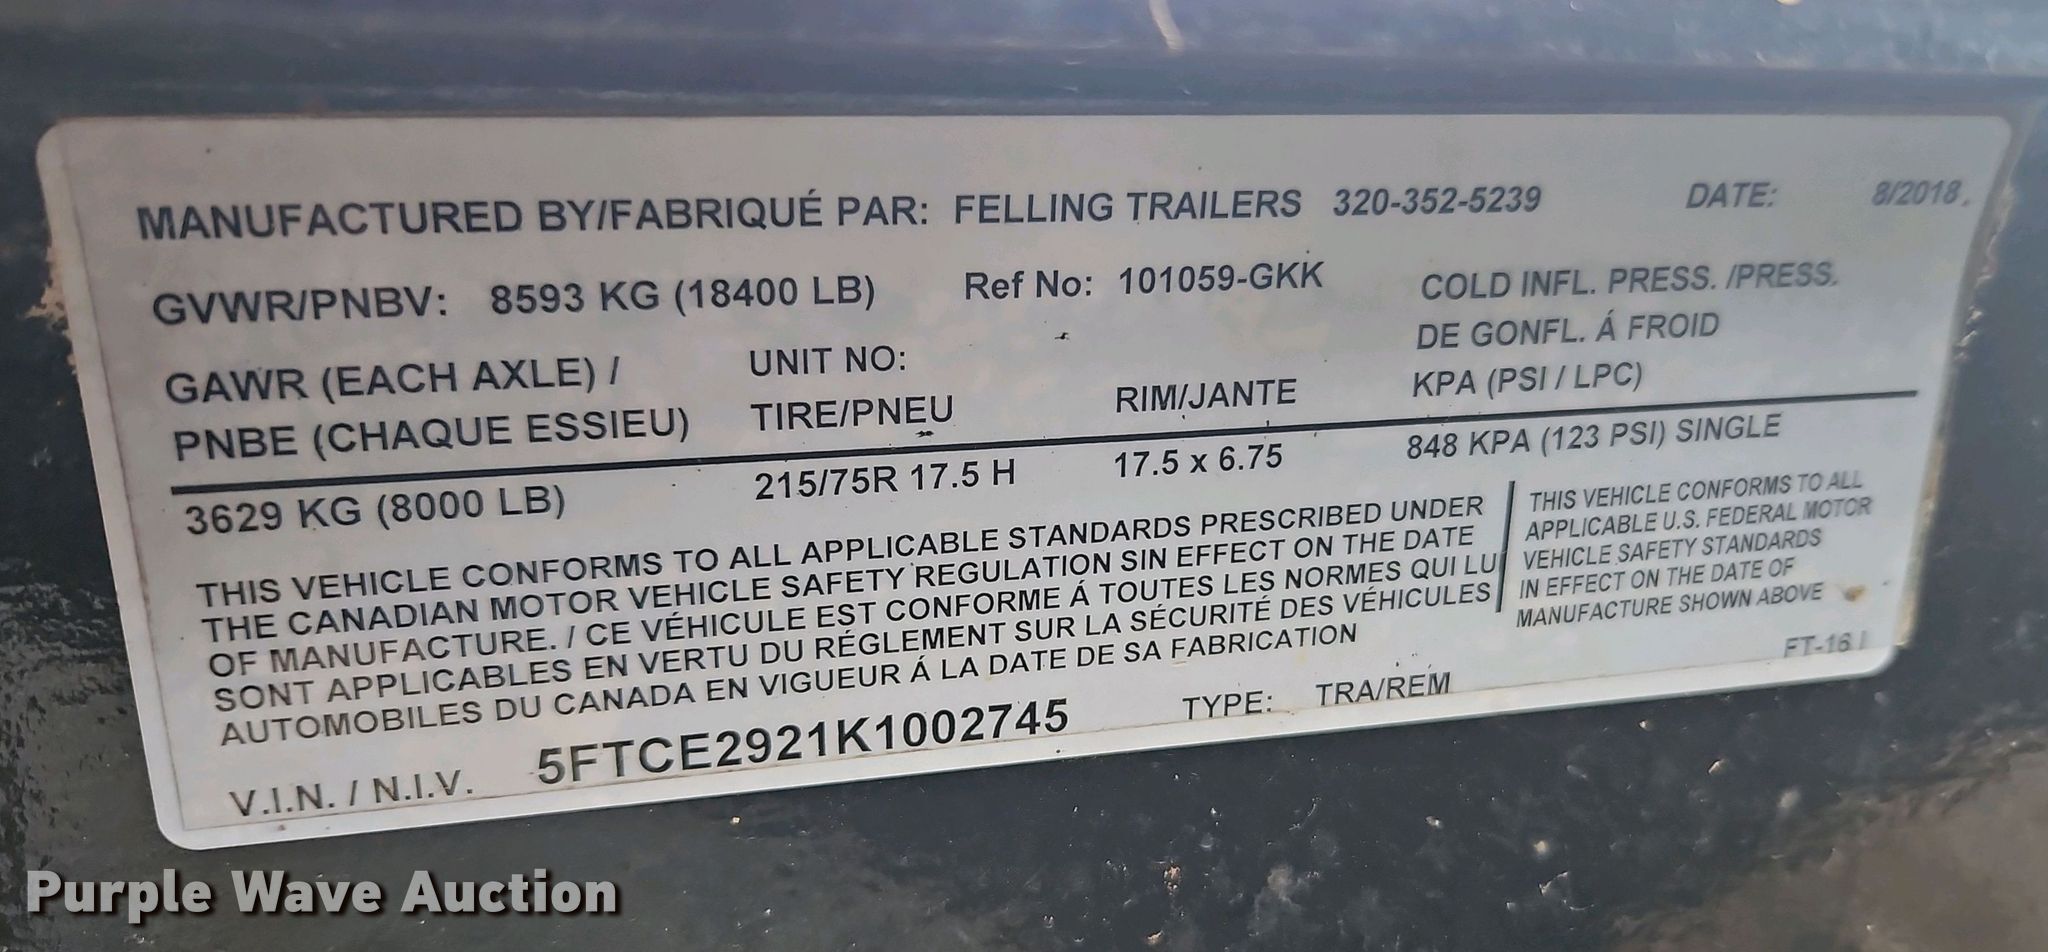 MANUFACTURED BY/FABRIQUÉ PAR: FELLING TRAILERS 320-352-5239 DATE: 8/2018
GVWR/PNBV: 8593 KG (18400 LB) Ref No: 101059-GKK COLD INFL. PRESS. /PRESS.
DE GONFL. Á FROID
GAWR (EACH AXLE) / UNIT NO: KPA (PSI / LPC)
PNBE (CHAQUE ESSIEU) TIRE/PNEU RIM/JANTE
3629 KG (8000 LB) 215/75R 17.5 H 17.5 x 6.75 848 KPA (123 PSI) SINGLE
THIS VEHICLE CONFORMS TO ALL APPLICABLE STANDARDS PRESCRIBED UNDER
THE CANADIAN MOTOR VEHICLE SAFETY REGULATION SIN EFFECT ON THE DATE
OF MANUFACTURE. / CE VÉHICULE EST CONFORME Á TOUTES LES NORMES QUI LU
SONT APPLICABLES EN VERTU DU RÉGLEMENT SUR LA SÉCURITÉ DES VÉHICULES
AUTOMOBILES DU CANADA EN VIGUEUR Á LA DATE DE SA FABRICATION
THIS VEHICLE CONFORMS TO ALL
APPLICABLE U.S. FEDERAL MOTOR
VEHICLE SAFETY STANDARDS
IN EFFECT ON THE DATE OF
MANUFACTURE SHOWN ABOVE
V.I.N. / N.I.V. 5FTCE2921K1002745 TYPE: TRA/REM FT-16 I
Purple Wave Auction